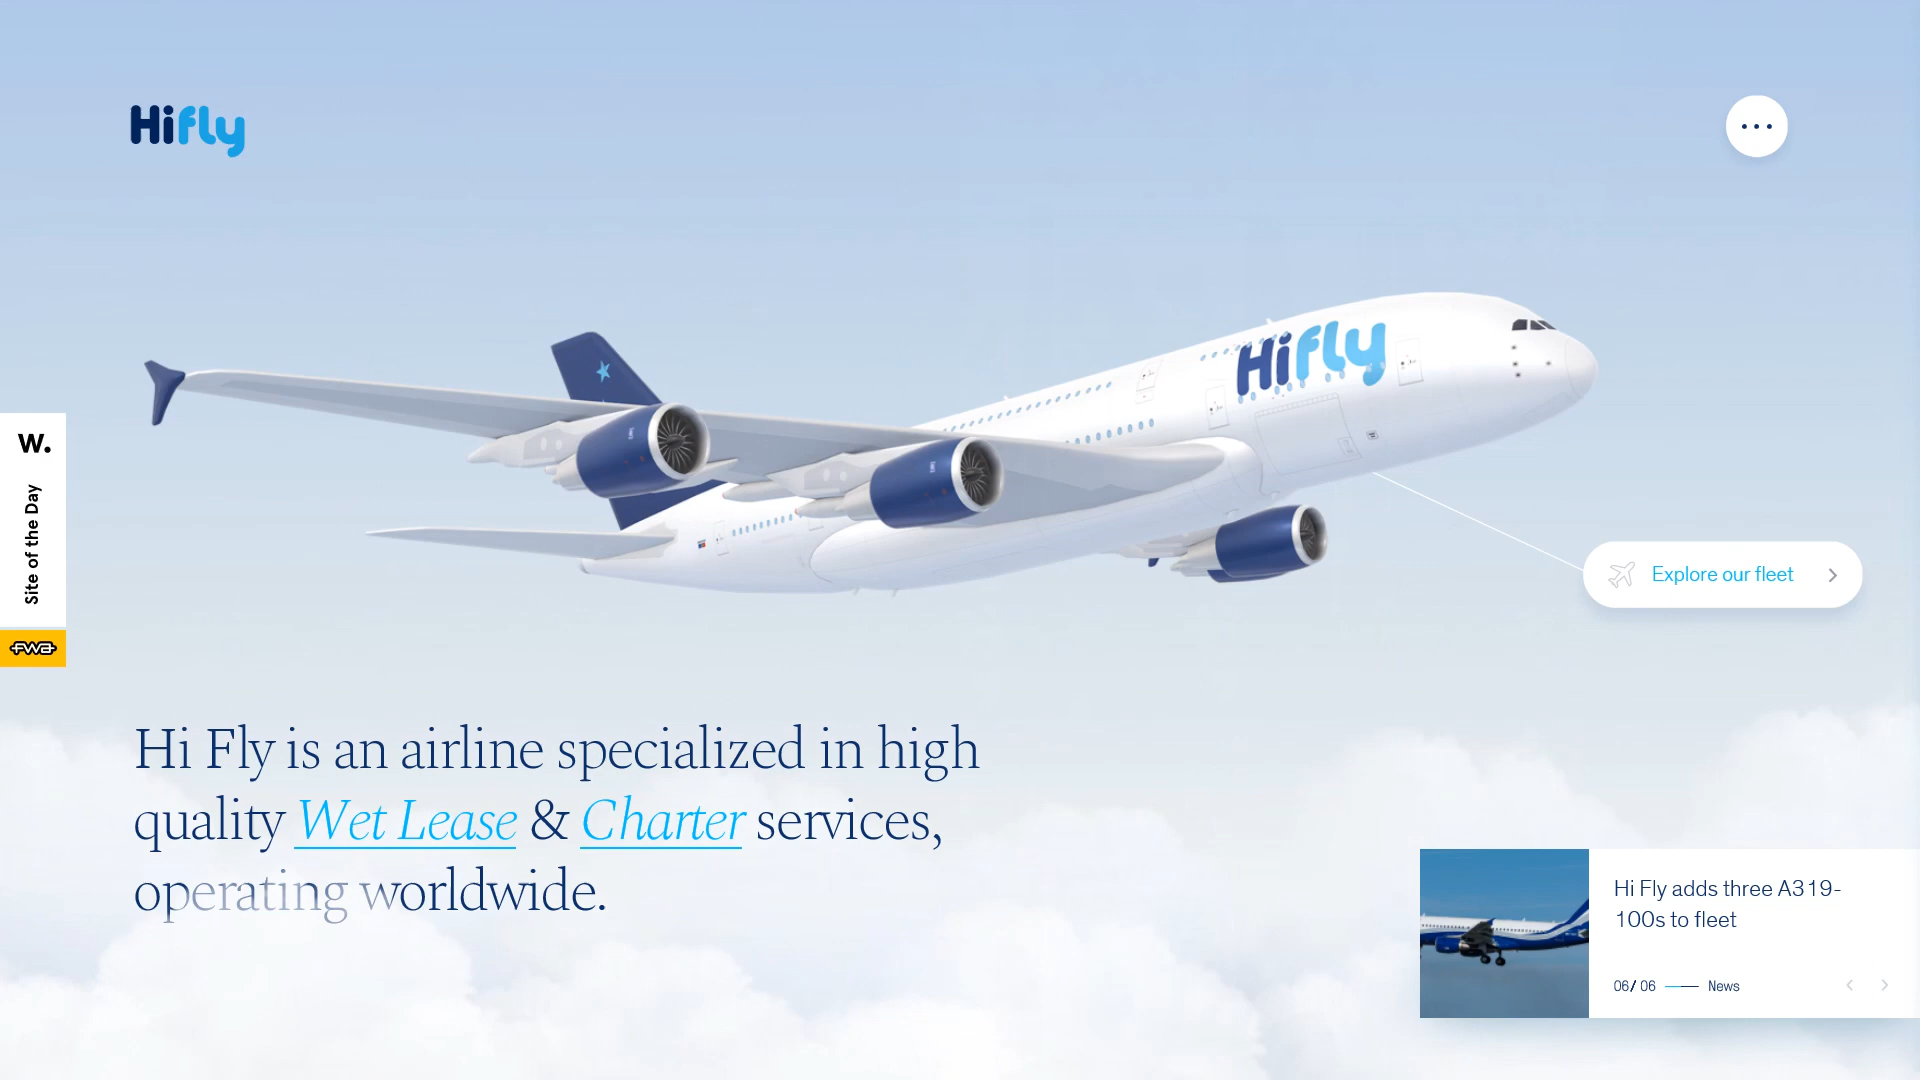 Hifly
Hifly
W.
Site of the Day
FWA
Explore our fleet
Hi Fly is an airline specialized in high
quality Wet Lease & Charter services,
operating worldwide.
Hi Fly adds three A319-
100s to fleet
06/ 06
News